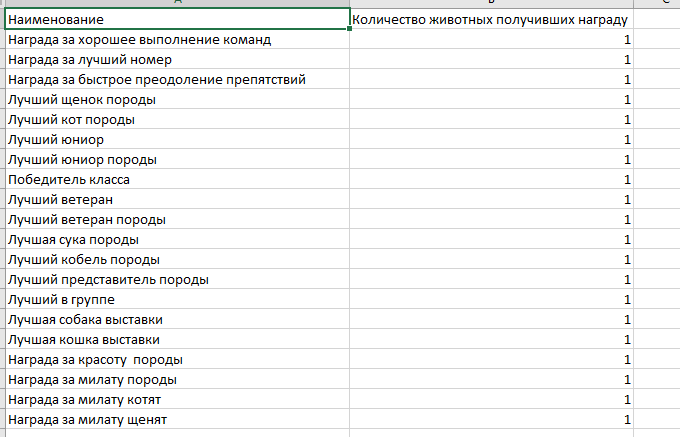 Наименование Количество животных получивших награду
Награда за хорошее выполнение команд 1
Награда за лучший номер 1
Награда за быстрое преодоление препятствий 1
Лучший щенок породы 1
Лучший кот породы 1
Лучший юниор 1
Лучший юниор породы 1
Победитель класса 1
Лучший ветеран 1
Лучший ветеран породы 1
Лучшая сука породы 1
Лучший кобель породы 1
Лучший представитель породы 1
Лучший в группе 1
Лучшая собака выставки 1
Лучшая кошка выставки 1
Награда за красоту  породы 1
Награда за милату породы 1
Награда за милату котят 1
Награда за милату щенят 1